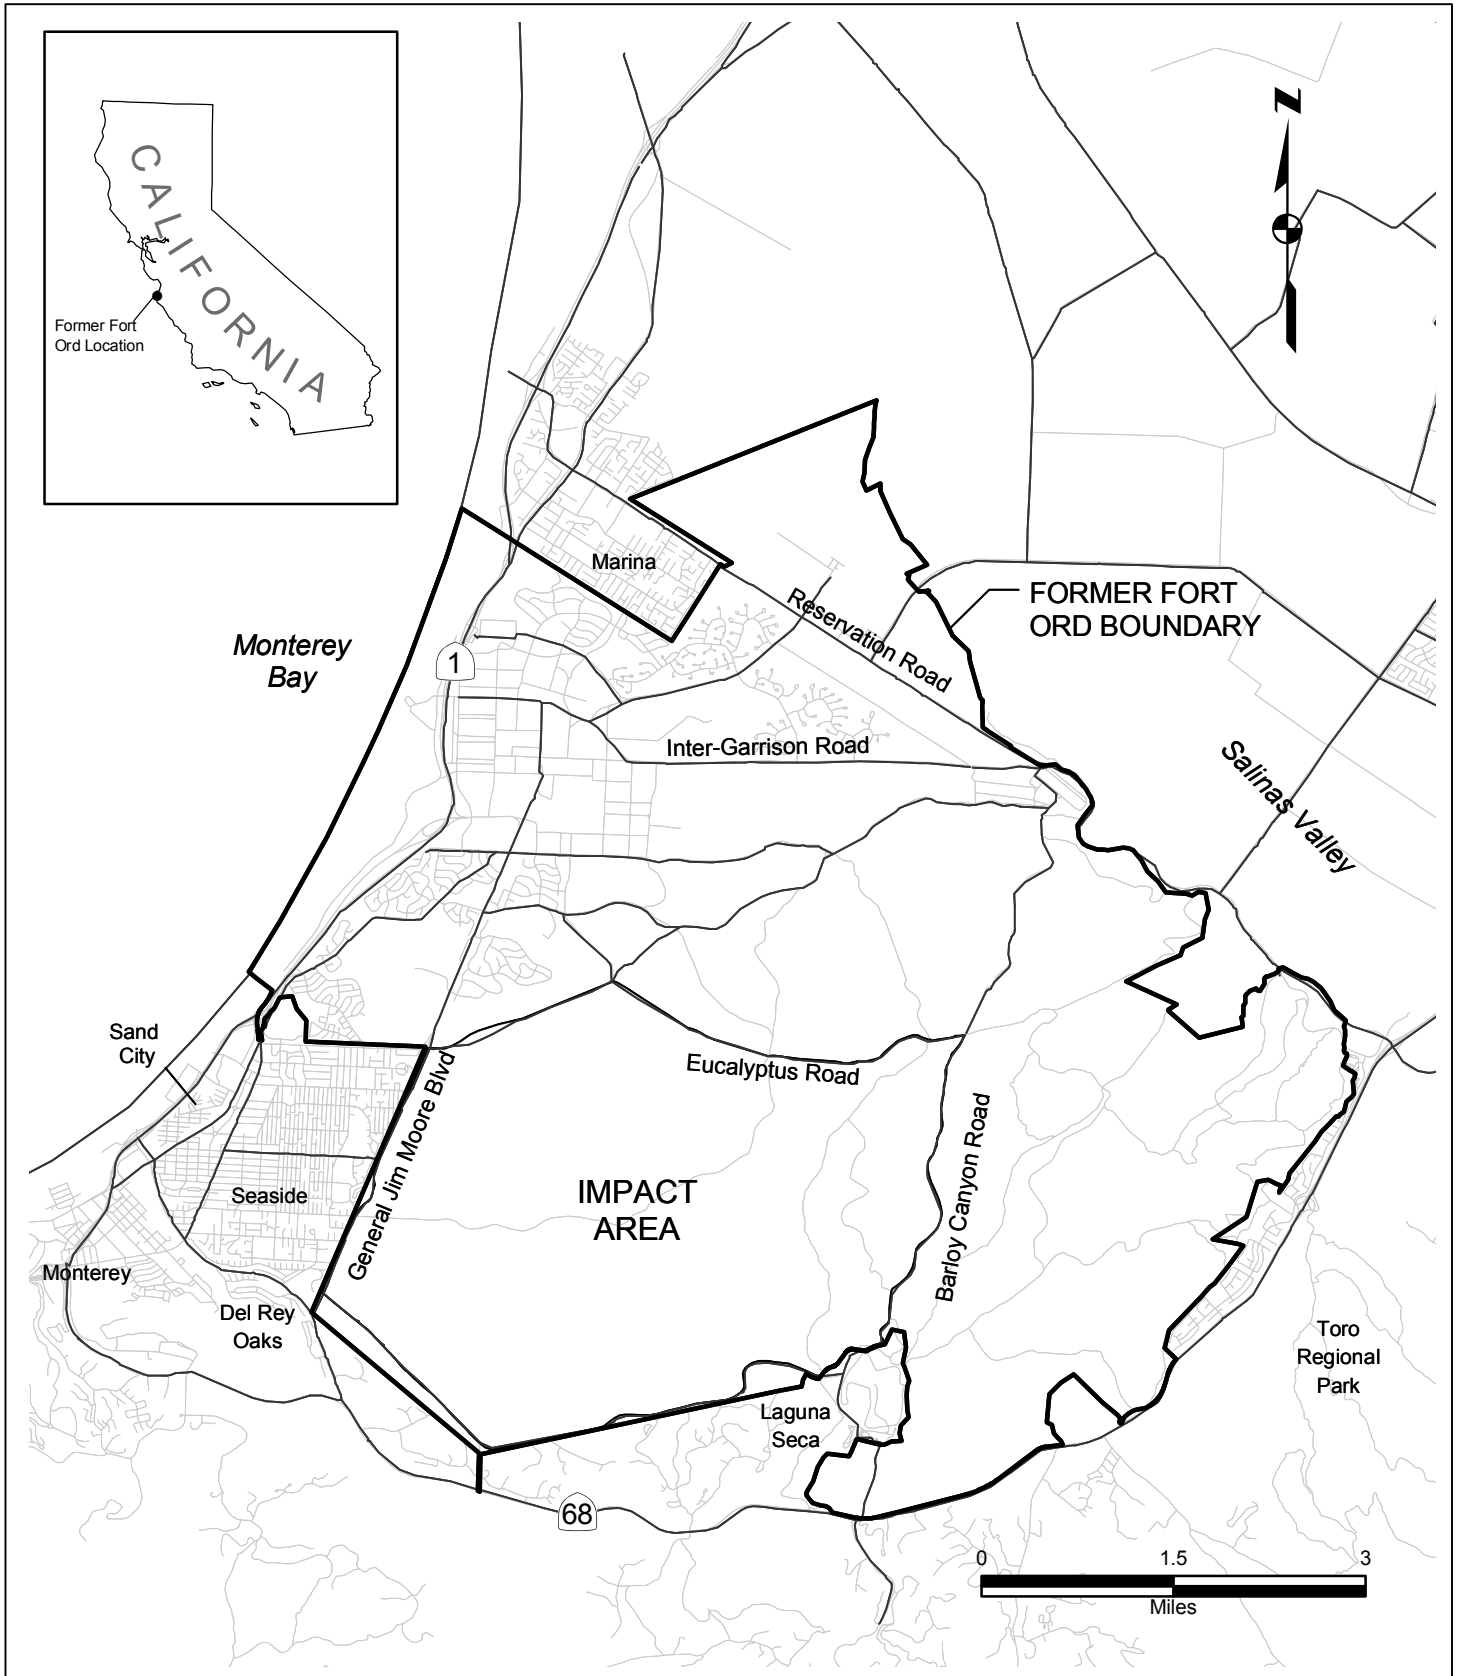 CALIFORNIA
Former Fort
Ord Location
N
Marina
FORMER FORT
ORD BOUNDARY
Reservation Road
Monterey
Bay
1
Inter-Garrison Road
Salinas Valley
Sand
City
Eucalyptus Road
General Jim Moore Blvd
Barloy Canyon Road
Seaside
IMPACT
AREA
Monterey
Del Rey
Oaks
Toro
Regional
Park
Laguna
Seca
68
0 1.5 3
Miles